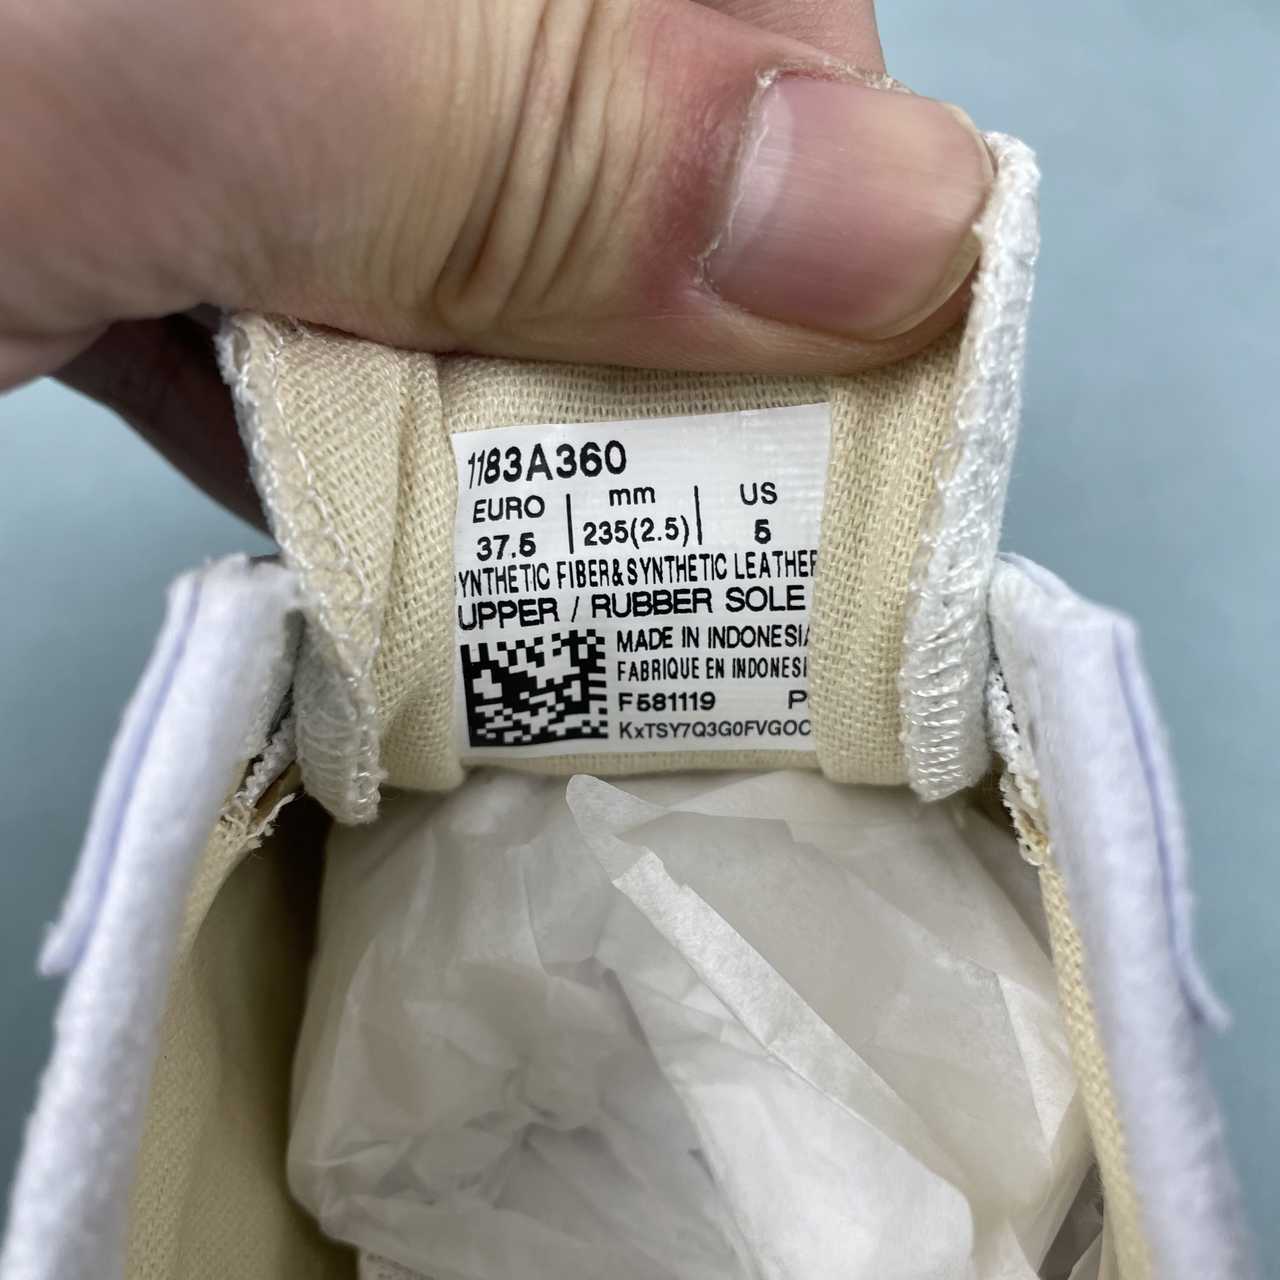 1183A360
EURO | mm | US
37.5 | 235(2.5) | 5
YNTHETIC FIBER&SYNTHETIC LEATHER
UPPER / RUBBER SOLE
MADE IN INDONESIA
FABRIQUE EN INDONESI
F581119 P
KxTSY7Q3G0FVGOC